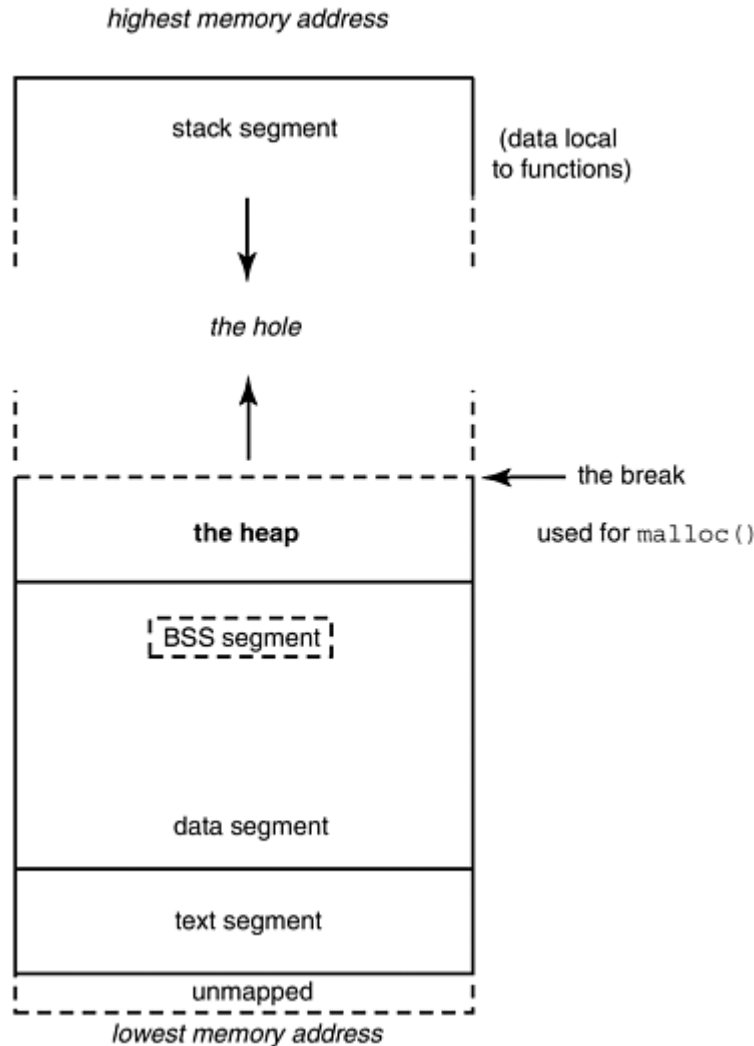 highest memory address
stack segment
(data local
to functions)
the hole
the break
the heap
used for malloc()
BSS segment
data segment
text segment
unmapped
lowest memory address